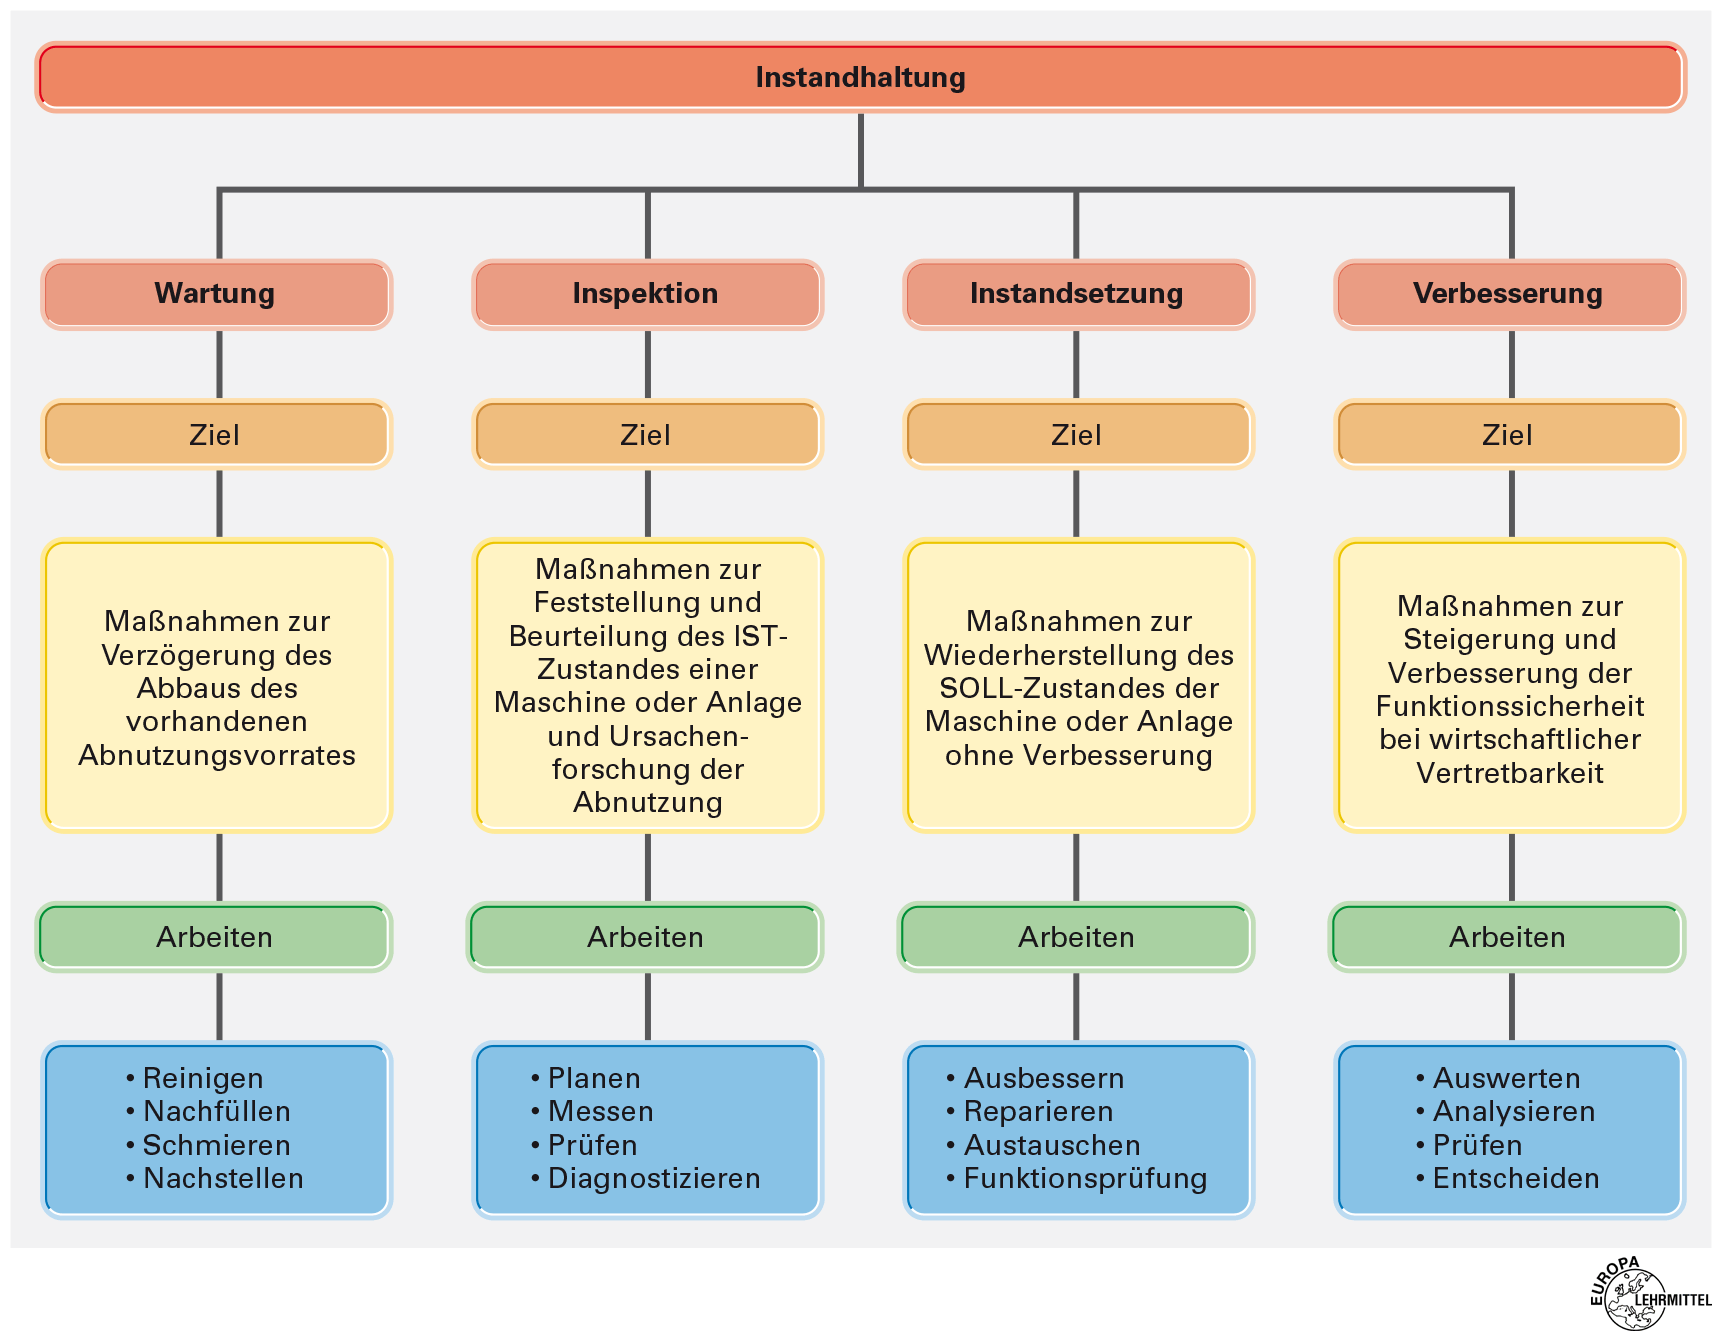 Instandhaltung
Wartung
Inspektion
Instandsetzung
Verbesserung
Ziel
Ziel
Ziel
Ziel
Maßnahmen zur
Verzögerung des
Abbaus des
vorhandenen
Abnutzungsvorrates
Maßnahmen zur
Feststellung und
Beurteilung des IST-
Zustandes einer
Maschine oder Anlage
und Ursachen-
forschung der
Abnutzung
Maßnahmen zur
Wiederherstellung des
SOLL-Zustandes der
Maschine oder Anlage
ohne Verbesserung
Maßnahmen zur
Steigerung und
Verbesserung der
Funktionssicherheit
bei wirtschaftlicher
Vertretbarkeit
Arbeiten
Arbeiten
Arbeiten
Arbeiten
• Reinigen
• Nachfüllen
• Schmieren
• Nachstellen
• Planen
• Messen
• Prüfen
• Diagnostizieren
• Ausbessern
• Reparieren
• Austauschen
• Funktionsprüfung
• Auswerten
• Analysieren
• Prüfen
• Entscheiden
EUROPA
LEHRMITTEL